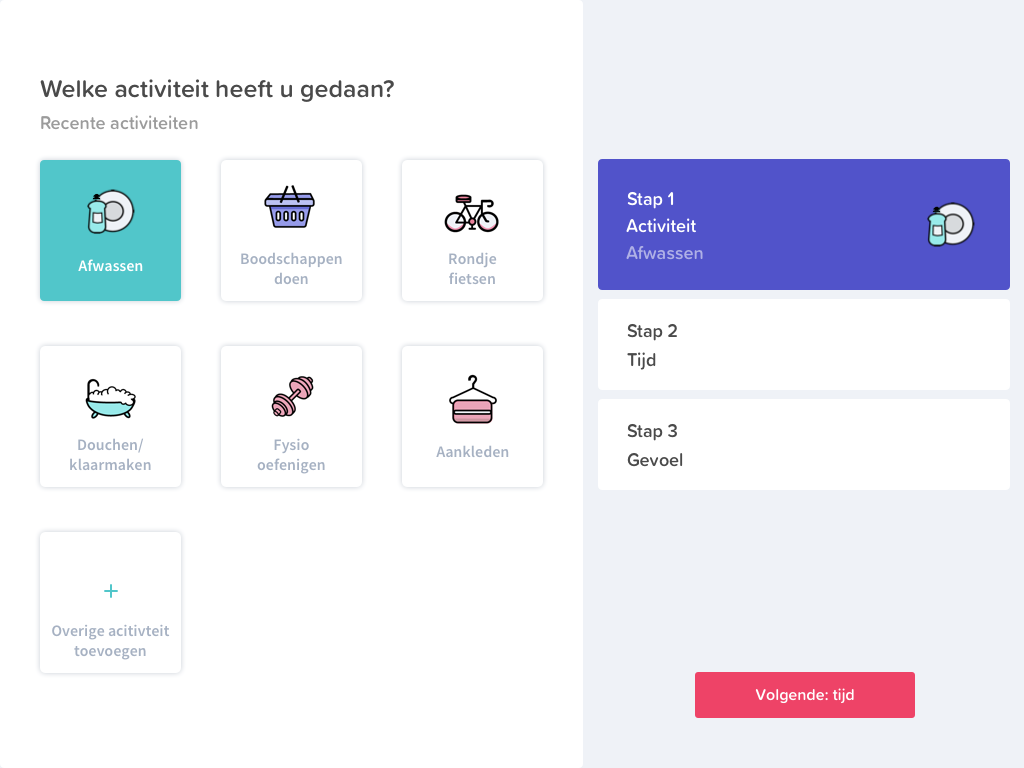 Welke activiteit heeft u gedaan?
Recente activiteiten
Afwassen
Boodschappen
doen
Rondje
fietsen
Douchen/
klaarmaken
Fysio
oefenigen
Aankleden
+
Overige acitivteit
toevoegen
Stap 1
Activiteit
Afwassen
Stap 2
Tijd
Stap 3
Gevoel
Volgende: tijd